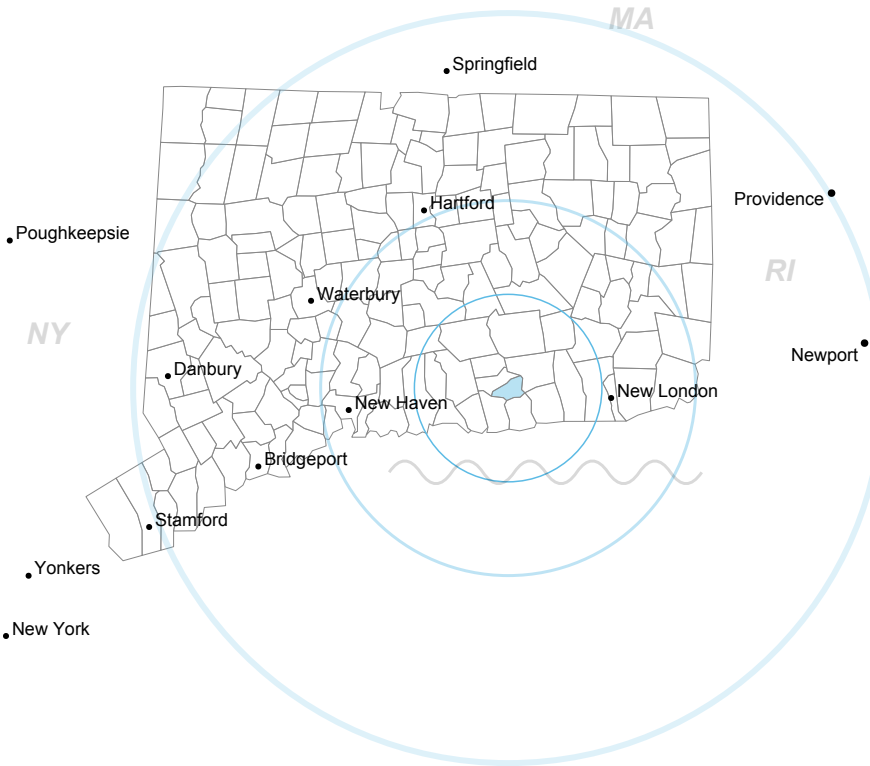 MA
Springfield
Providence
Hartford
Poughkeepsie
RI
Waterbury
NY
Newport
Danbury
New London
New Haven
Bridgeport
Stamford
Yonkers
New York